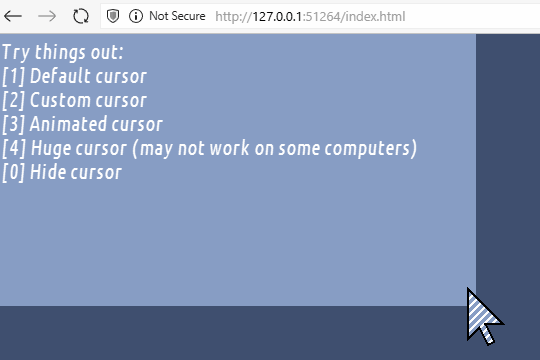 Not Secure http://127.0.0.1:51264/index.html
Try things out:
[1] Default cursor
[2] Custom cursor
[3] Animated cursor
[4] Huge cursor (may not work on some computers)
[0] Hide cursor